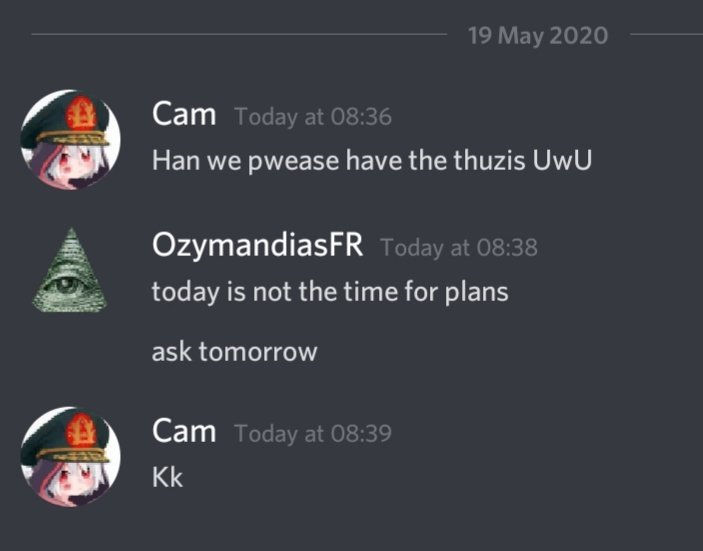 19 May 2020
Cam Today at 08:36
Han we pwease have the thuzis UwU
OzymandiasFR Today at 08:38
today is not the time for plans
ask tomorrow
Cam Today at 08:39
Kk